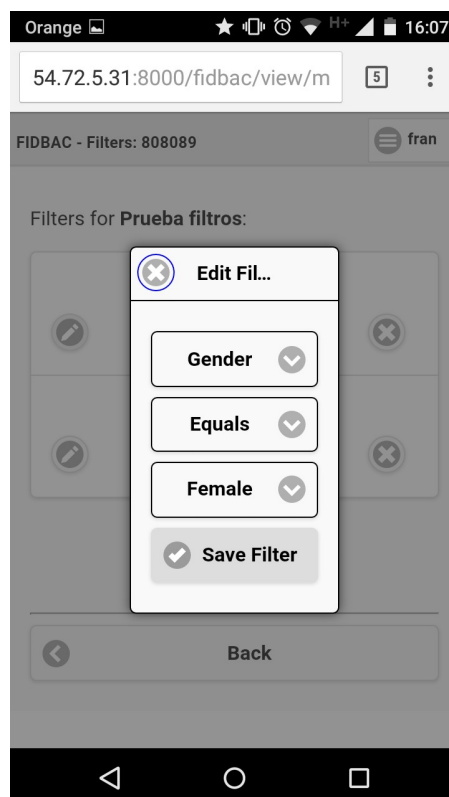 Orange H+ 16:07
54.72.5.31:8000/fidbac/view/m 5
FIDBAC - Filters: 808089 fran
Filters for Prueba filtros:
Edit Fil...
Gender
Equals
Female
Save Filter
Back